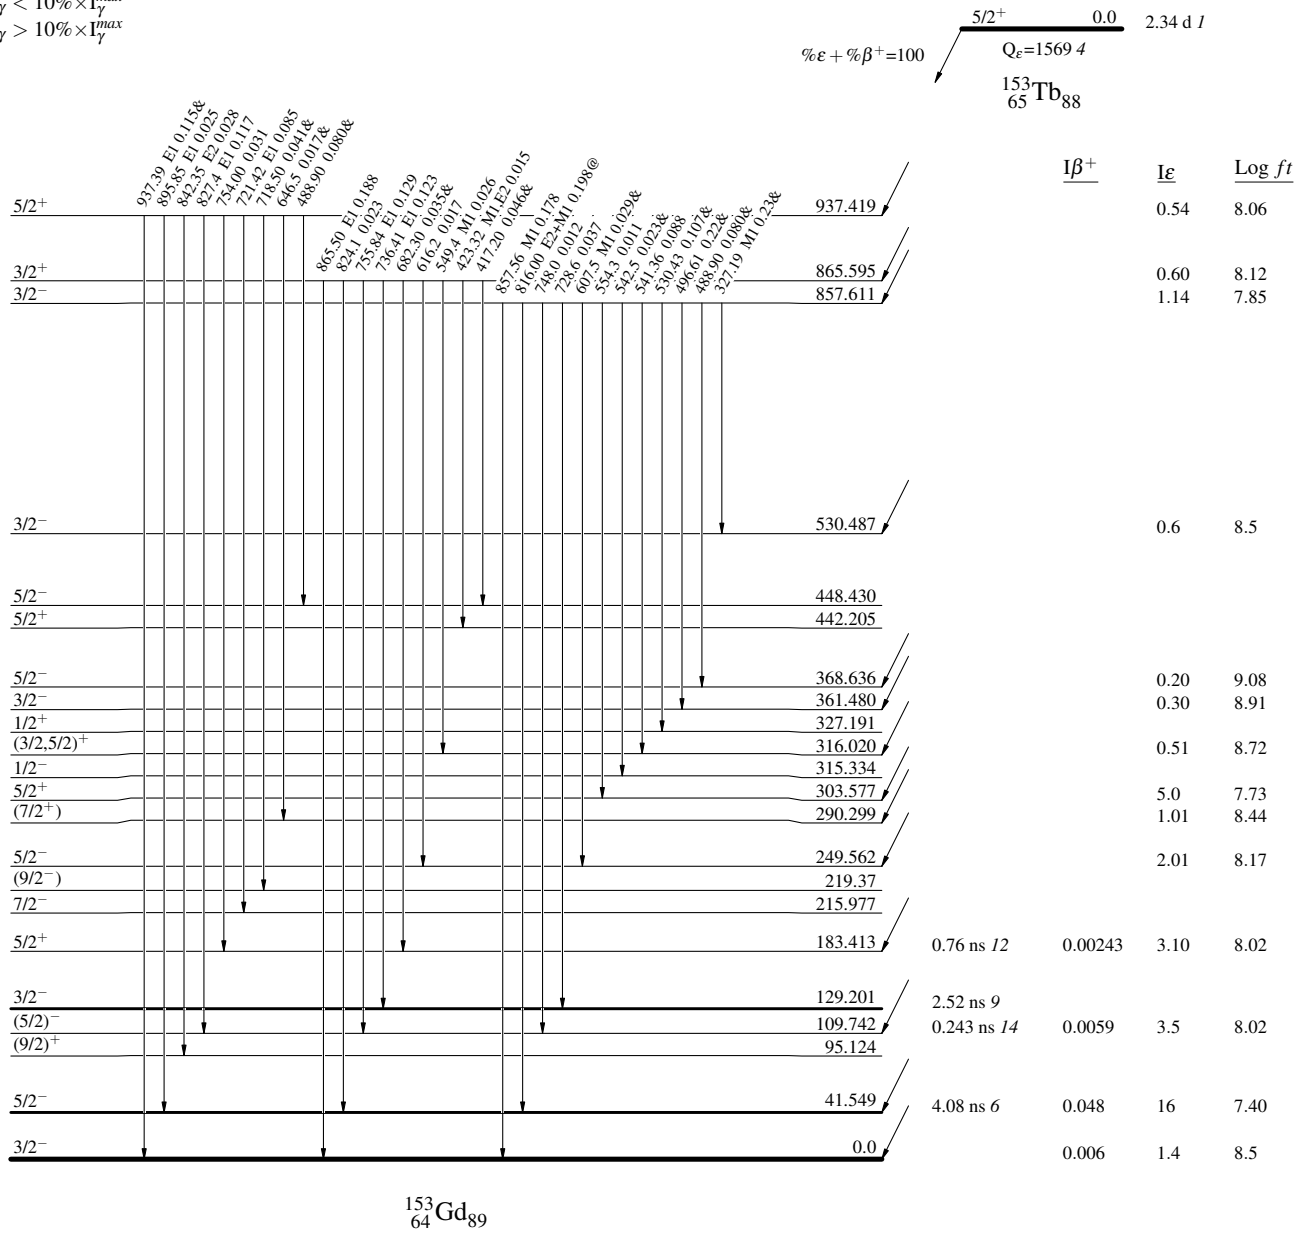 γ < 10%×Iγ^max
γ > 10%×Iγ^max
5/2⁺ 0.0 2.34 d 1
%ε + %β⁺=100
Qε=1569 4
¹⁵³₆₅Tb₈₈
937.39 E1 0.115&
895.85 E1 0.025
842.35 E2 0.028
827.4 E1 0.117
754.00 0.031
721.42 E1 0.085
718.50 0.041&
646.5 0.017&
488.90 0.080&
865.50 E1 0.188
824.1 0.023
755.84 E1 0.129
736.41 E1 0.123
682.30 0.035&
616.2 0.017
549.4 M1 0.026
423.32 M1,E2 0.015
417.20 0.046&
857.56 M1 0.178
816.00 E2+M1 0.198@
748.0 0.012
728.6 0.037
607.5 M1 0.029&
554.3 0.011
542.5 0.023&
541.36 0.088
530.43 0.107&
496.61 0.22&
488.90 0.080&
327.19 M1 0.23&
Iβ⁺ Iε Log ft
5/2⁺ 937.419 0.54 8.06
3/2⁺ 865.595 0.60 8.12
3/2⁻ 857.611 1.14 7.85
3/2⁻ 530.487 0.6 8.5
5/2⁻ 448.430
5/2⁺ 442.205
5/2⁻ 368.636 0.20 9.08
3/2⁻ 361.480 0.30 8.91
1/2⁺ 327.191
(3/2,5/2)⁺ 316.020 0.51 8.72
1/2⁻ 315.334
5/2⁺ 303.577 5.0 7.73
(7/2⁺) 290.299 1.01 8.44
5/2⁻ 249.562 2.01 8.17
(9/2⁻) 219.37
7/2⁻ 215.977
5/2⁺ 183.413 0.76 ns 12 0.00243 3.10 8.02
3/2⁻ 129.201 2.52 ns 9
(5/2)⁻ 109.742 0.243 ns 14 0.0059 3.5 8.02
(9/2)⁺ 95.124
5/2⁻ 41.549 4.08 ns 6 0.048 16 7.40
3/2⁻ 0.0 0.006 1.4 8.5
¹⁵³₆₄Gd₈₉